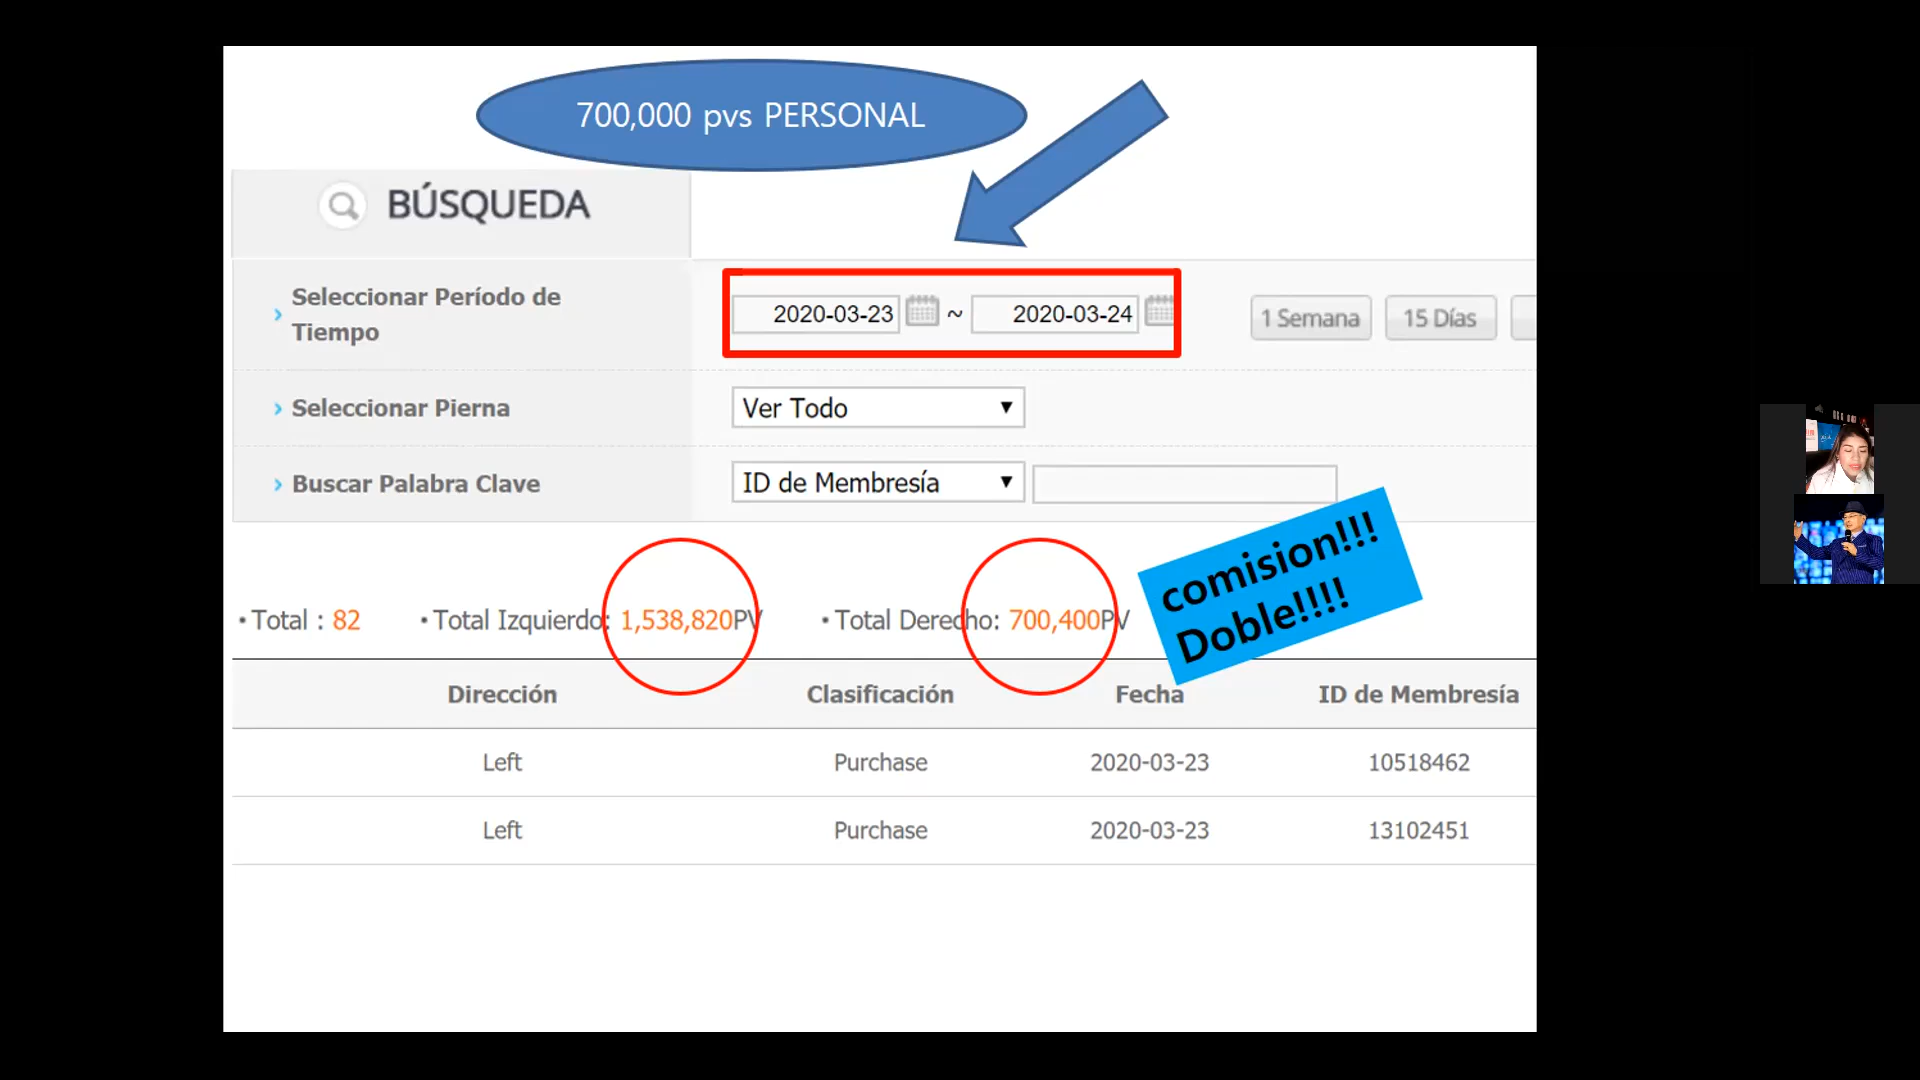 700,000 pvs PERSONAL
BÚSQUEDA
Seleccionar Período de
Tiempo
2020-03-23 ~ 2020-03-24
1 Semana
15 Días
Seleccionar Pierna
Ver Todo
Buscar Palabra Clave
ID de Membresía
comision!!!
Doble!!!!
Total : 82
Total Izquierdo: 1,538,820PV
Total Derecho: 700,400PV
Dirección Clasificación Fecha ID de Membresía
Left Purchase 2020-03-23 10518462
Left Purchase 2020-03-23 13102451